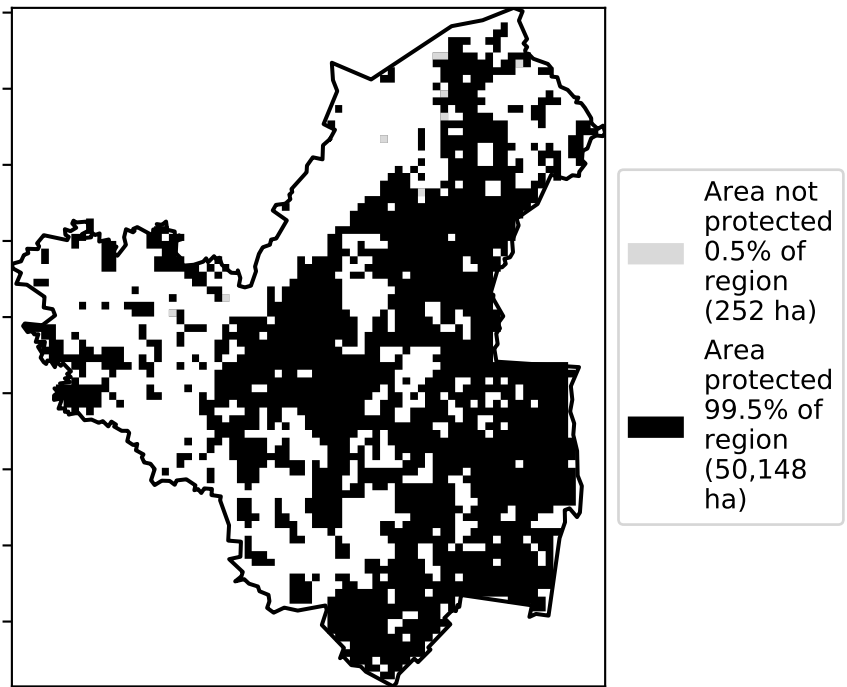 Area not
protected
0.5% of
region
(252 ha)
Area
protected
99.5% of
region
(50,148
ha)